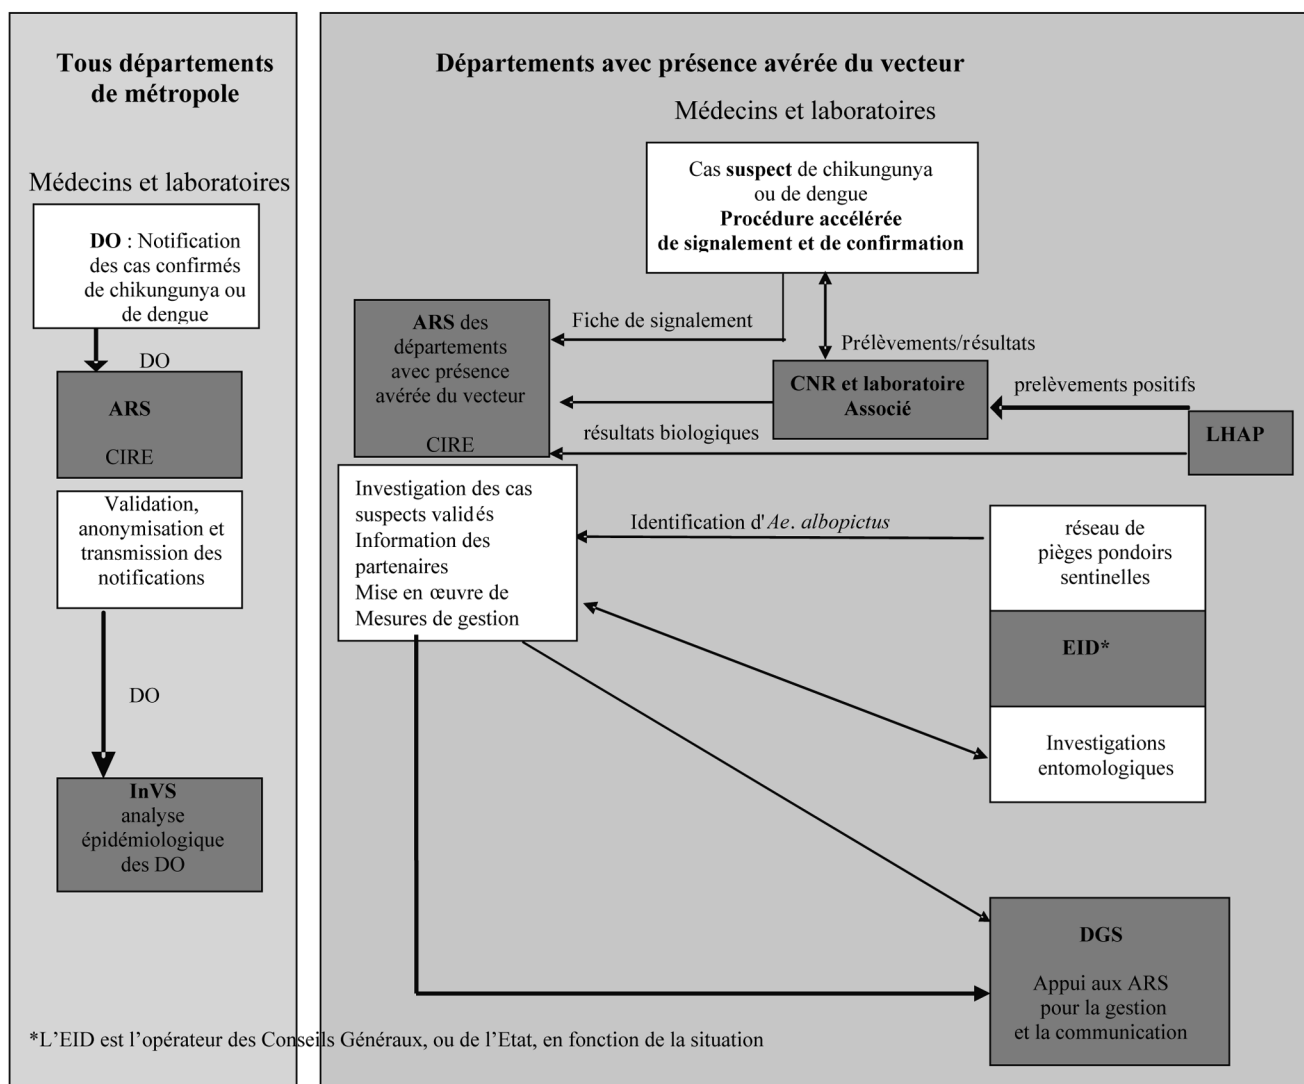 Tous départements
de métropole
Médecins et laboratoires
DO : Notification
des cas confirmés
de chikungunya ou
de dengue
DO
ARS
CIRE
Validation,
anonymisation et
transmission des
notifications
DO
InVS
analyse
épidémiologique
des DO
Départements avec présence avérée du vecteur
Médecins et laboratoires
Cas suspect de chikungunya
ou de dengue
Procédure accélérée
de signalement et de confirmation
Fiche de signalement
Prélèvements/résultats
ARS des
départements
avec présence
avérée du vecteur
CIRE
CNR et laboratoire
Associé
prelèvements positifs
LHAP
résultats biologiques
Investigation des cas
suspects validés
Information des
partenaires
Mise en œuvre de
Mesures de gestion
Identification d'Ae. albopictus
réseau de
pièges pondoirs
sentinelles
EID*
Investigations
entomologiques
DGS
Appui aux ARS
pour la gestion
et la communication
*L’EID est l’opérateur des Conseils Généraux, ou de l’Etat, en fonction de la situation